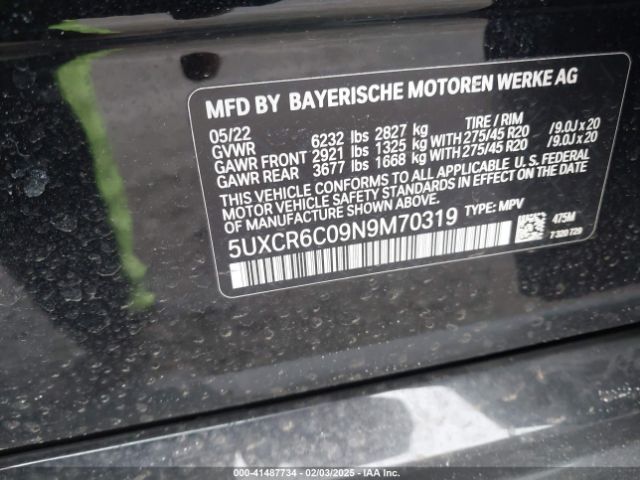 MFD BY BAYERISCHE MOTOREN WERKE AG
05/22 TIRE / RIM
GVWR 6232 lbs 2827 kg
GAWR FRONT 2921 lbs 1325 kg WITH 275/45 R20 /9.0J x 20
GAWR REAR 3677 lbs 1668 kg WITH 275/45 R20 /9.0J x 20
THIS VEHICLE CONFORMS TO ALL APPLICABLE U.S. FEDERAL
MOTOR VEHICLE SAFETY STANDARDS IN EFFECT ON THE DATE
OF MANUFACTURE SHOWN ABOVE.
5UXCR6C09N9M70319 TYPE: MPV
475M
7 320 729
000-41487734 - 02/03/2025 - IAA Inc.